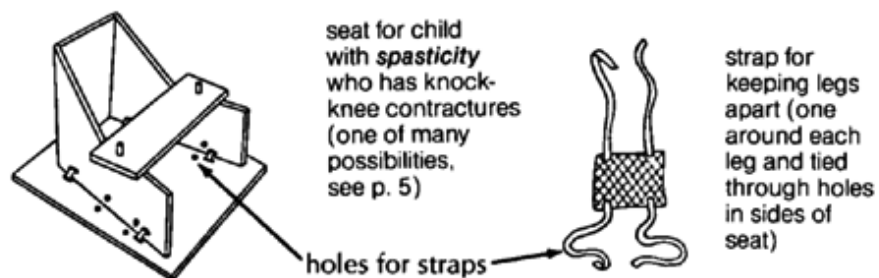 seat for child
with spasticity
who has knock-
knee contractures
(one of many
possibilities,
see p. 5)
strap for
keeping legs
apart (one
around each
leg and tied
through holes
in sides of
seat)
holes for straps